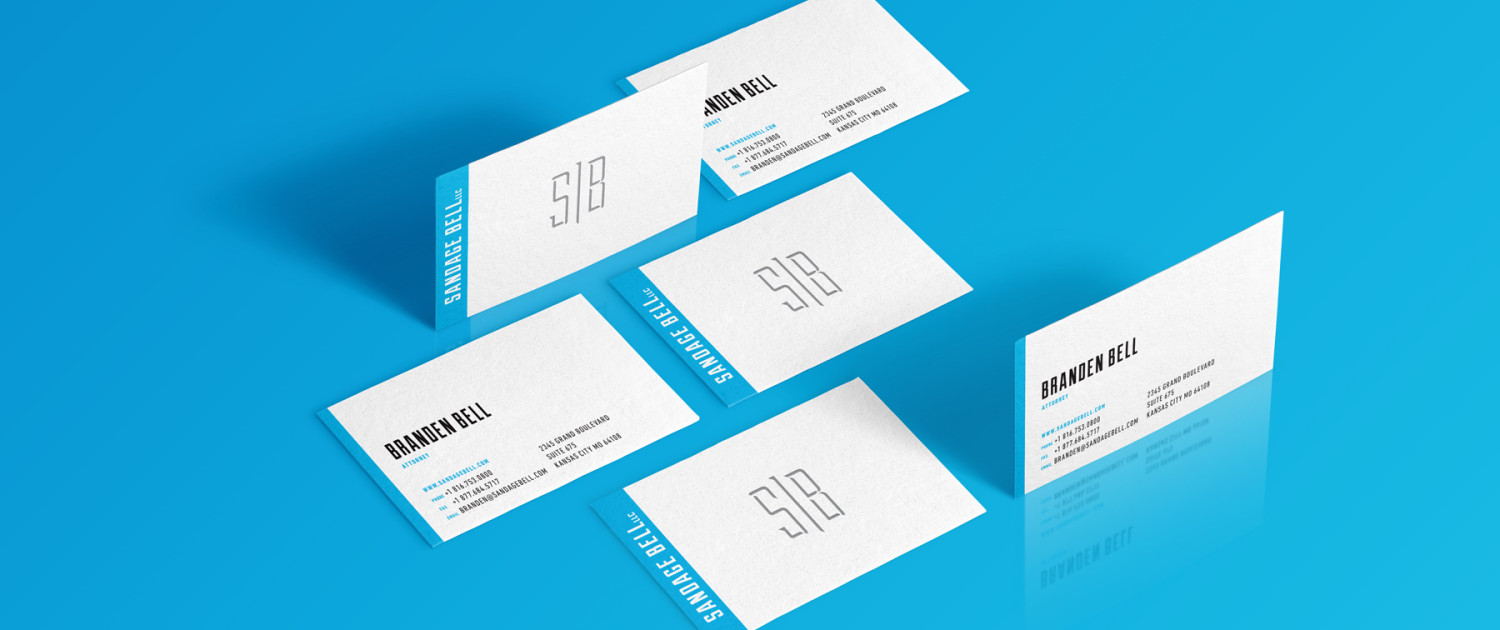 ANDEN BELL
ATTORNEY
WWW.SANDAGEBELL.COM
PHONE +1 816.753.0800
FAX +1 877.684.5717
EMAIL BRANDEN@SANDAGEBELL.COM
2345 GRAND BOULEVARD
SUITE 675
KANSAS CITY MO 64108
SANDAGE BELL LLC
S|B
SANDAGE BELL LLC
S|B
BRANDEN BELL
ATTORNEY
WWW.SANDAGEBELL.COM
PHONE +1 816.753.0800
FAX +1 877.684.5717
EMAIL BRANDEN@SANDAGEBELL.COM
2345 GRAND BOULEVARD
SUITE 675
KANSAS CITY MO 64108
BRANDEN BELL
ATTORNEY
WWW.SANDAGEBELL.COM
PHONE +1 816.753.0800
FAX +1 877.684.5717
EMAIL BRANDEN@SANDAGEBELL.COM
2345 GRAND BOULEVARD
SUITE 675
KANSAS CITY MO 64108
SANDAGE BELL LLC
S|B